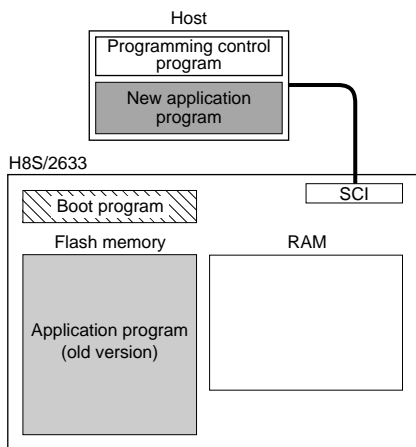 Host
Programming control
program
New application
program
H8S/2633
SCI
Boot program
Flash memory
RAM
Application program
(old version)